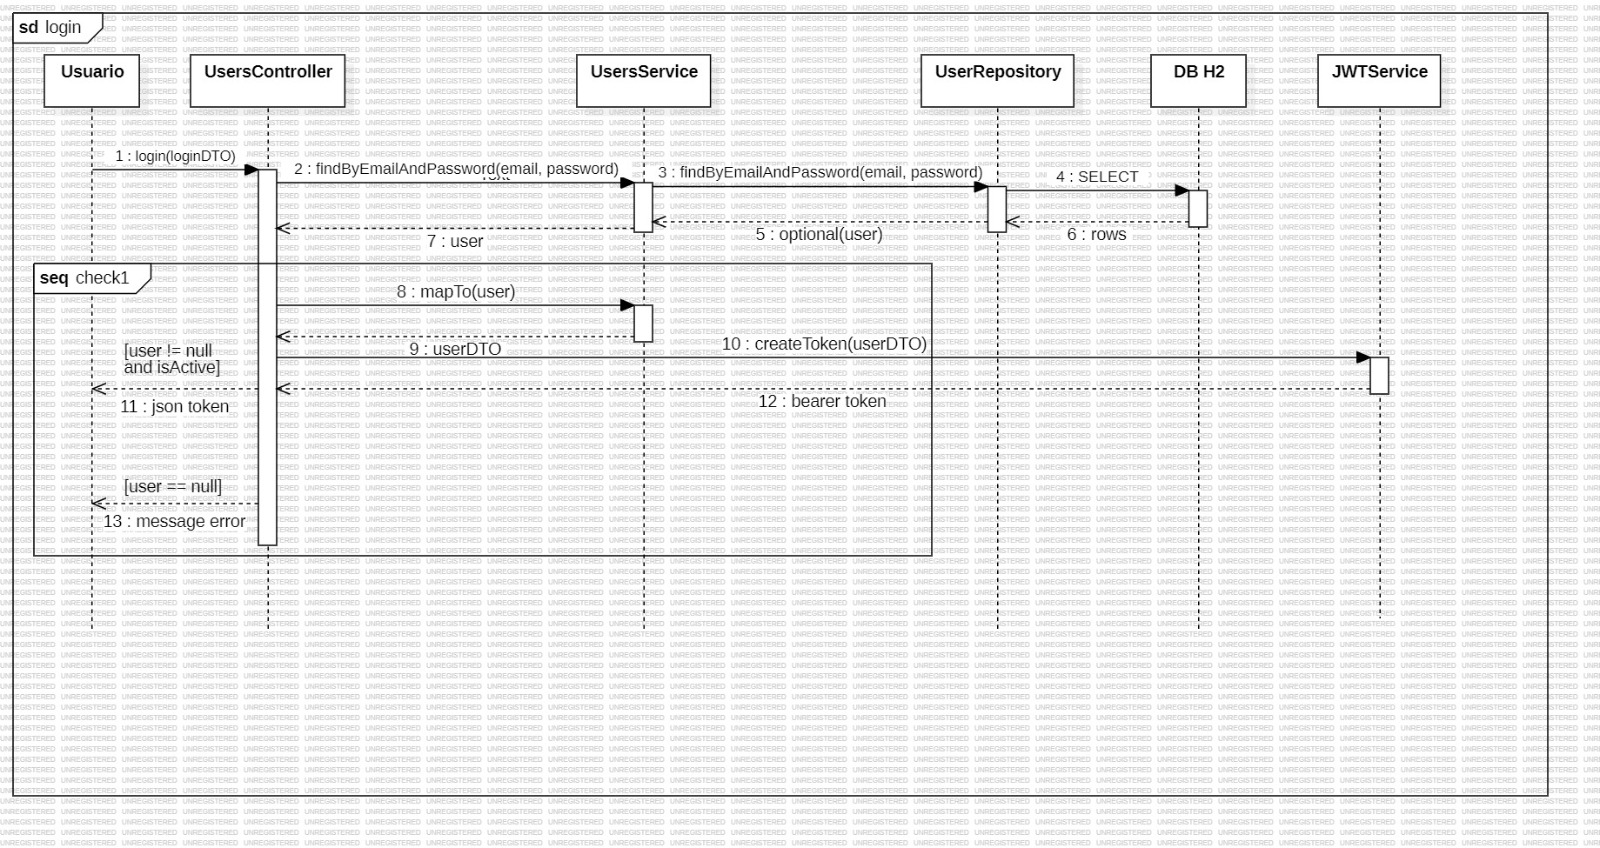 sd login
Usuario
UsersController
UsersService
UserRepository
DB H2
JWTService
1 : login(loginDTO)
2 : findByEmailAndPassword(email, password)
3 : findByEmailAndPassword(email, password)
4 : SELECT
5 : optional(user)
6 : rows
7 : user
seq check1
8 : mapTo(user)
9 : userDTO
10 : createToken(userDTO)
[user != null
and isActive]
11 : json token
12 : bearer token
[user == null]
13 : message error
UNREGISTERED